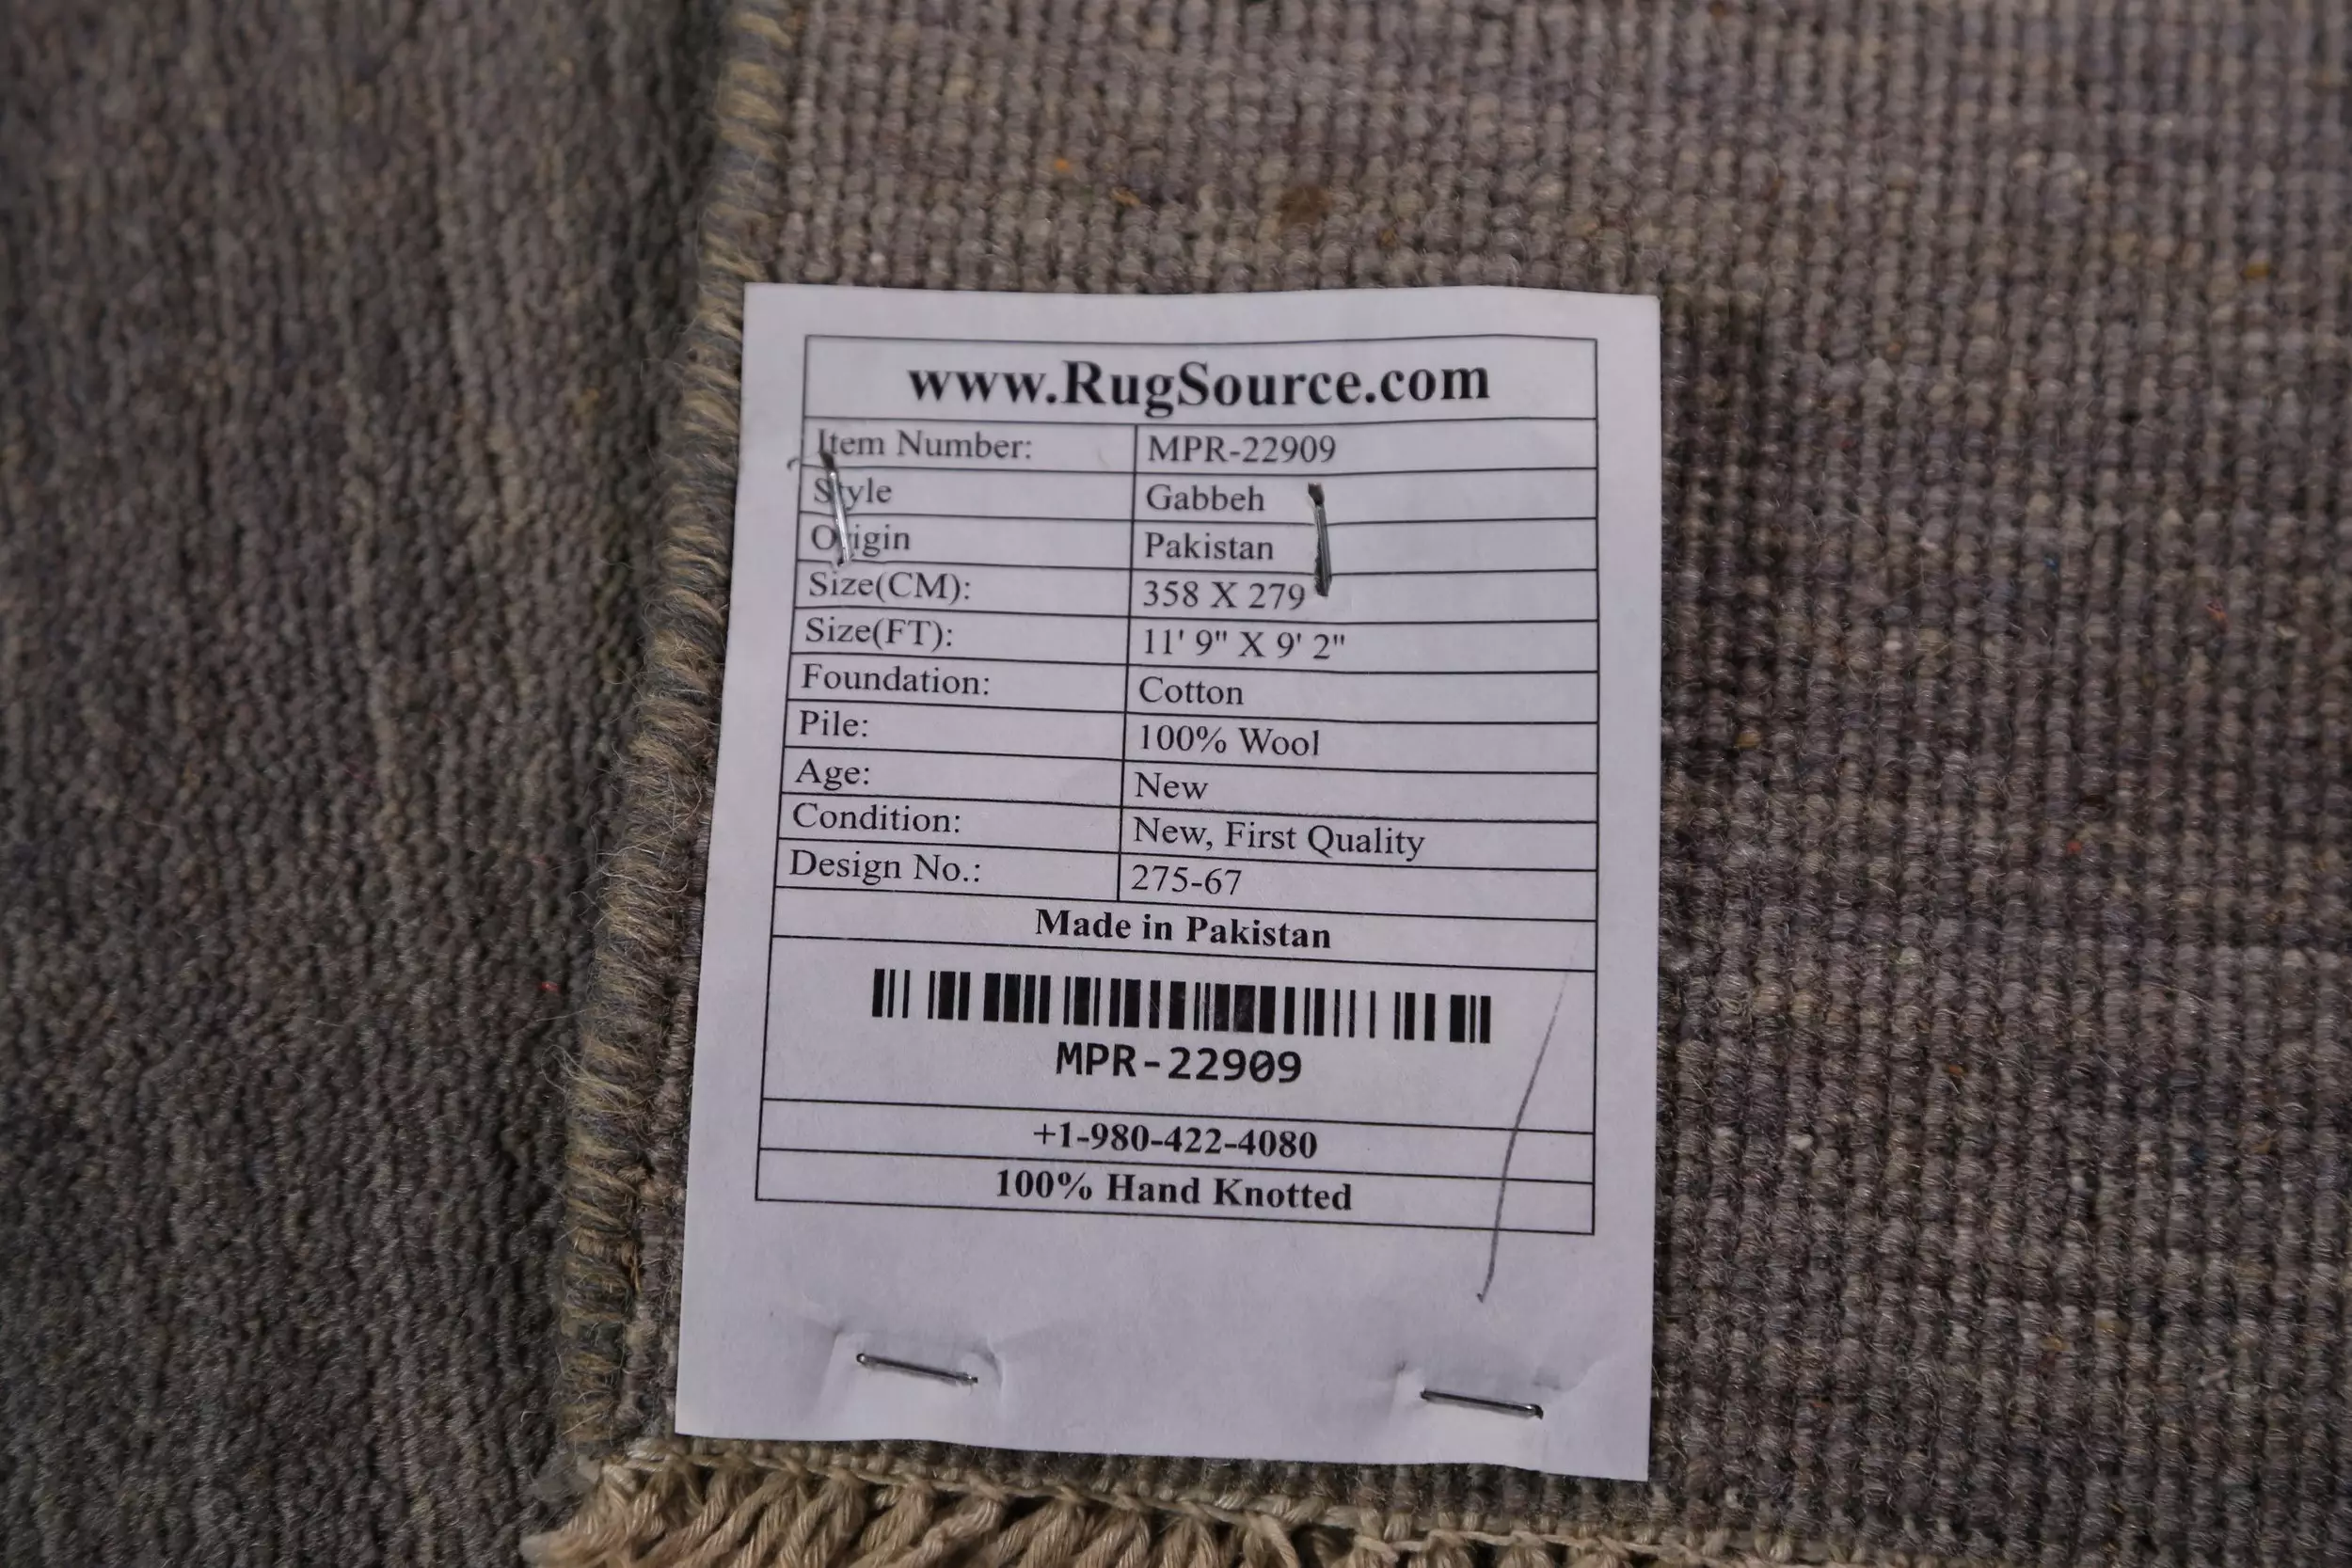 www.RugSource.com
Item Number: MPR-22909
Style Gabbeh
Origin Pakistan
Size(CM): 358 X 279
Size(FT): 11' 9" X 9' 2"
Foundation: Cotton
Pile: 100% Wool
Age: New
Condition: New, First Quality
Design No.: 275-67
Made in Pakistan
MPR-22909
+1-980-422-4080
100% Hand Knotted